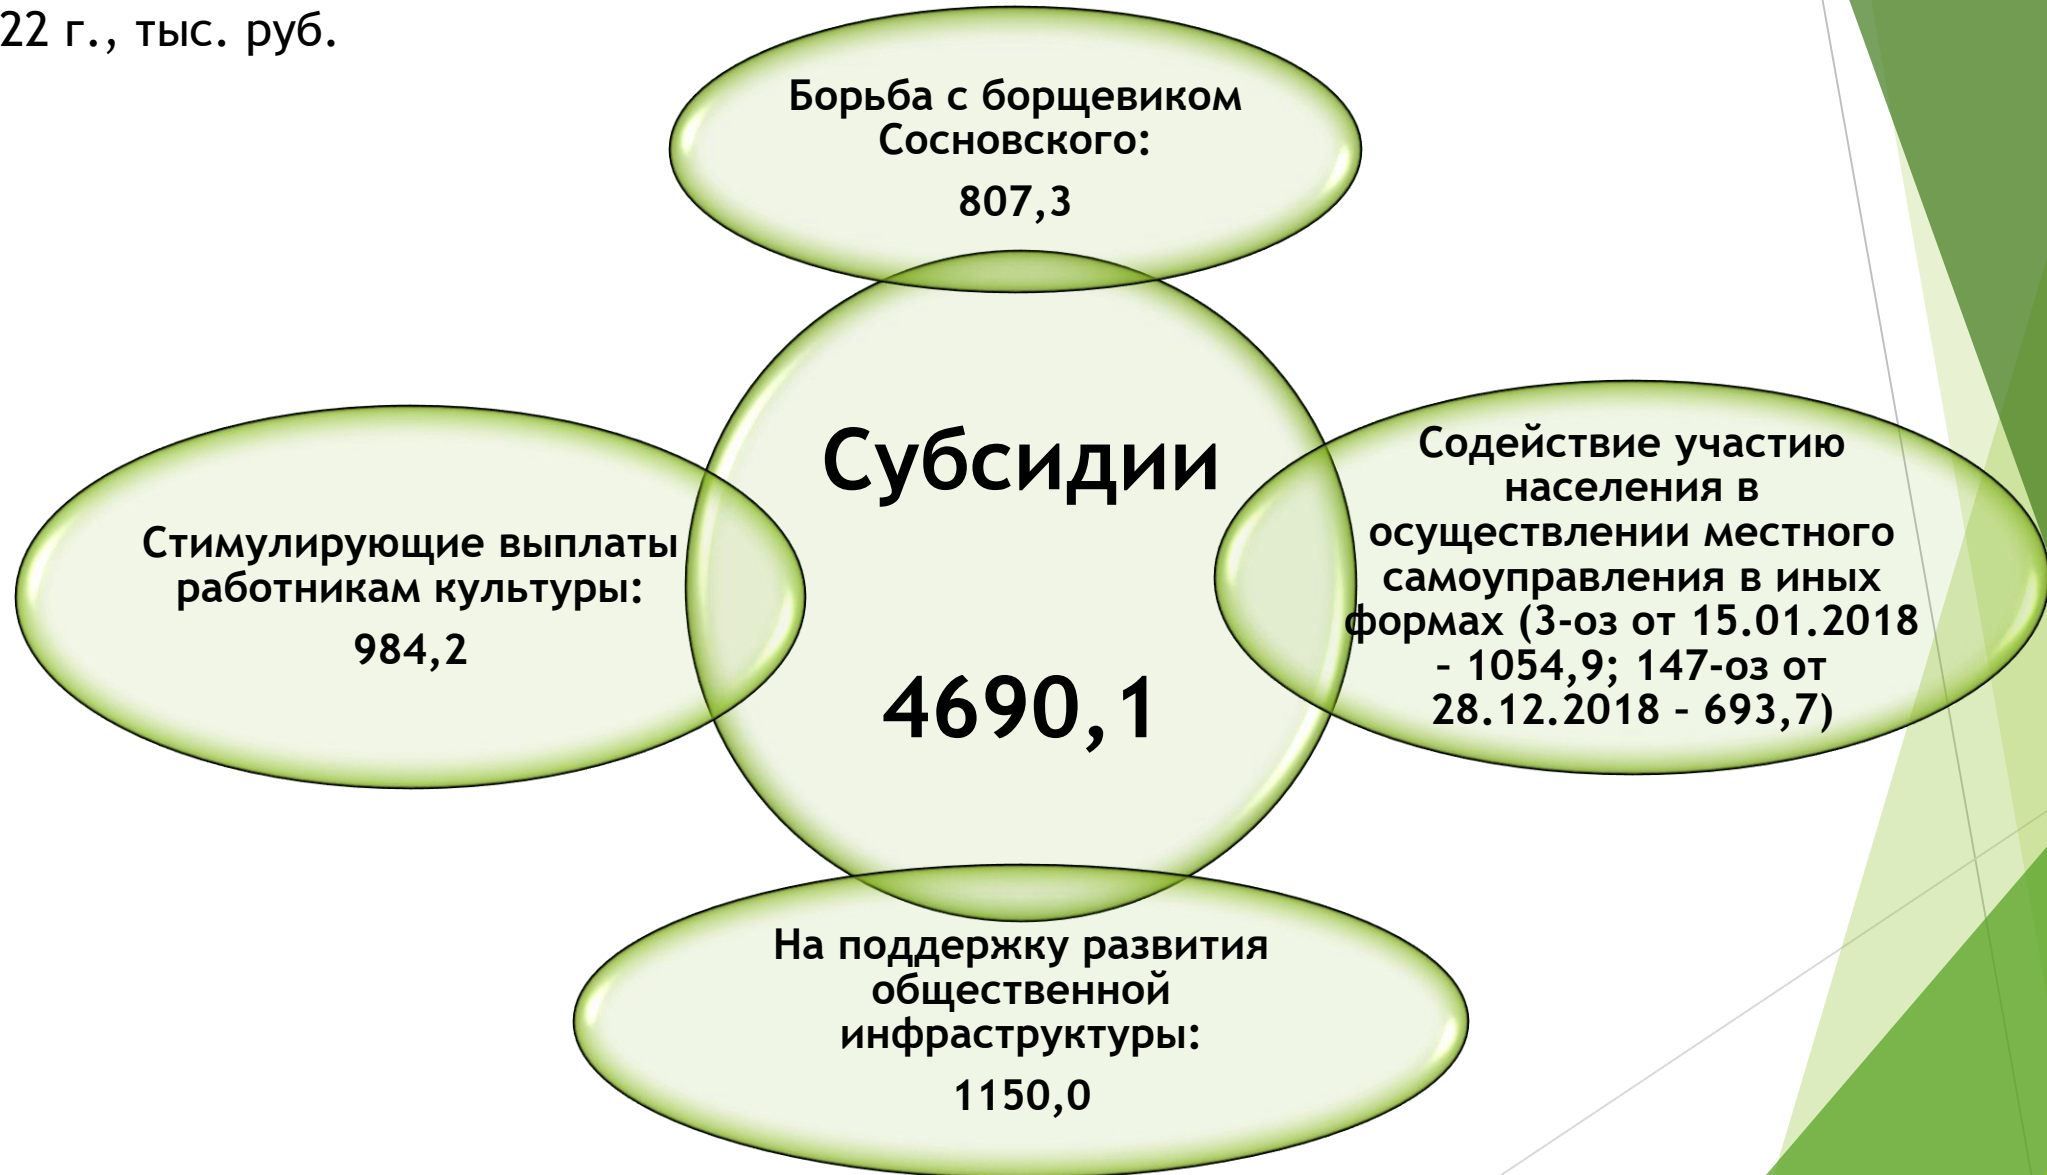 22 г., тыс. руб.
Борьба с борщевиком
Сосновского:
807,3
Субсидии
4690,1
Стимулирующие выплаты
работникам культуры:
984,2
Содействие участию
населения в
осуществлении местного
самоуправления в иных
формах (3-оз от 15.01.2018
– 1054,9; 147-оз от
28.12.2018 – 693,7)
На поддержку развития
общественной
инфраструктуры:
1150,0